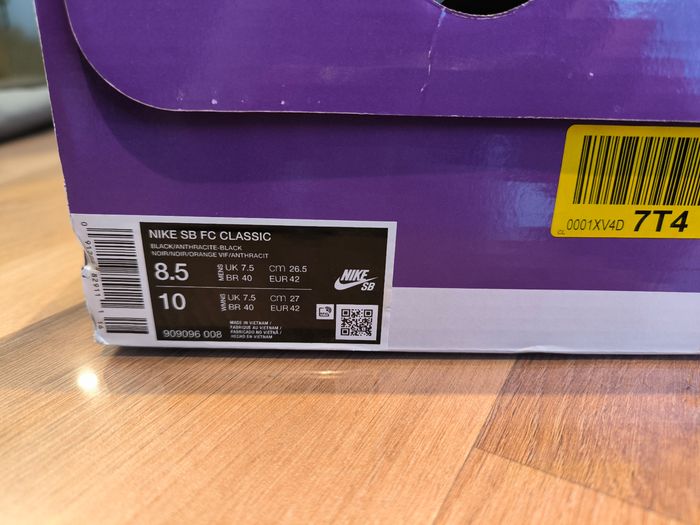 0001XV4D 7T4
NIKE SB FC CLASSIC
BLACK/ANTHRACITE-BLACK
NOIR/NOIR/ORANGE VIF/ANTHRACIT
8.5 MENS UK 7.5 CM 26.5
BR 40 EUR 42
10 WMNS UK 7.5 CM 27
BR 40 EUR 42
NIKE
SB
MADE IN VIETNAM /
FABRIQUÉ AU VIETNAM /
FABRICADO NO VIETNÃ /
HECHO EN VIETNAM
909096 008